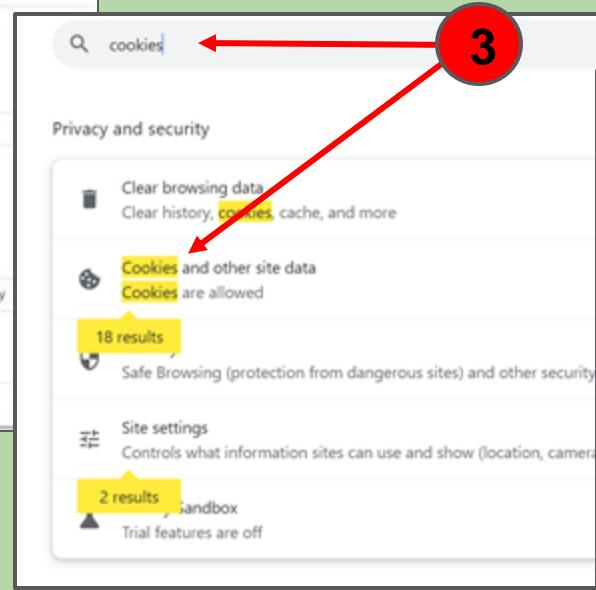 cookies
3
Privacy and security
Clear browsing data
Clear history, cookies, cache, and more
Cookies and other site data
Cookies are allowed
18 results
Safe Browsing (protection from dangerous sites) and other security
Site settings
Controls what information sites can use and show (location, camera
2 results
Sandbox
Trial features are off